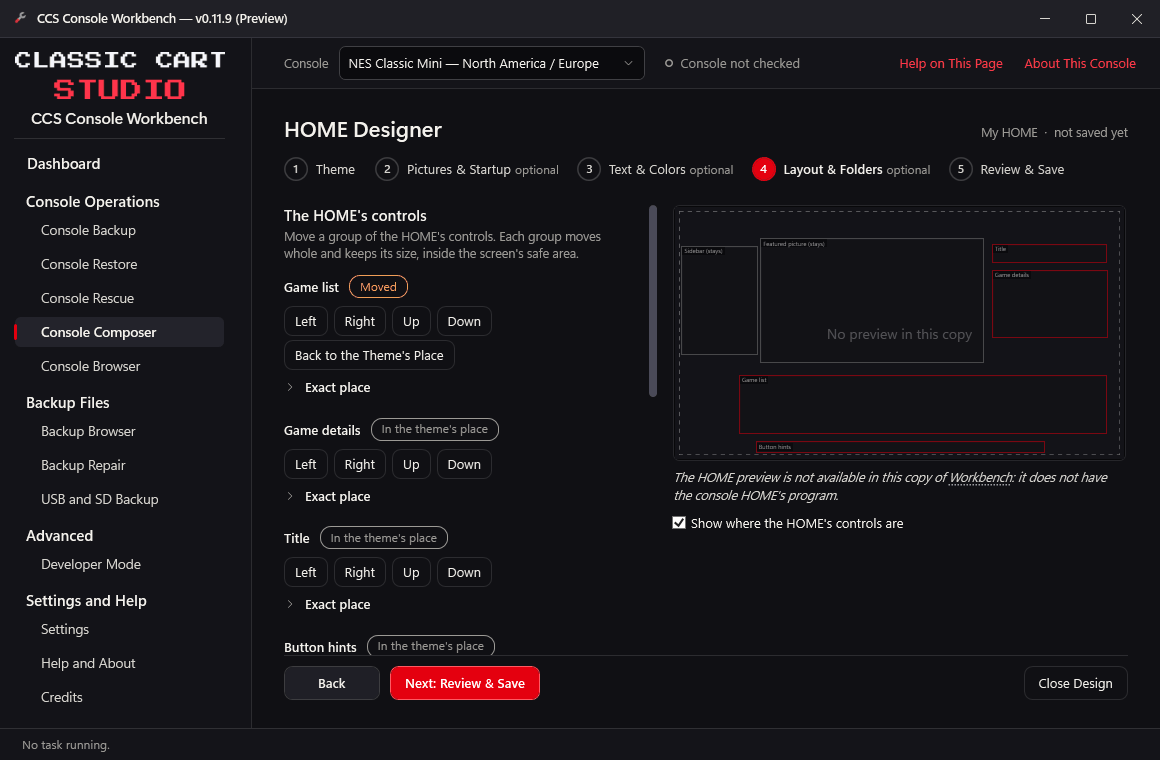 CCS Console Workbench — v0.11.9 (Preview)
CLASSIC CART
STUDIO
CCS Console Workbench
Dashboard
Console Operations
Console Backup
Console Restore
Console Rescue
Console Composer
Console Browser
Backup Files
Backup Browser
Backup Repair
USB and SD Backup
Advanced
Developer Mode
Settings and Help
Settings
Help and About
Credits
Console
NES Classic Mini — North America / Europe
Console not checked
Help on This Page
About This Console
HOME Designer
My HOME · not saved yet
1 Theme
2 Pictures & Startup optional
3 Text & Colors optional
4 Layout & Folders optional
5 Review & Save
The HOME's controls
Move a group of the HOME's controls. Each group moves
whole and keeps its size, inside the screen's safe area.
Game list Moved
Left Right Up Down
Back to the Theme's Place
Exact place
Game details In the theme's place
Left Right Up Down
Exact place
Title In the theme's place
Left Right Up Down
Exact place
Button hints In the theme's place
Sidebar (stays)
Featured picture (stays)
Title
Game details
No preview in this copy
Game list
Button hints
The HOME preview is not available in this copy of Workbench: it does not have
the console HOME's program.
Show where the HOME's controls are
Back
Next: Review & Save
Close Design
No task running.